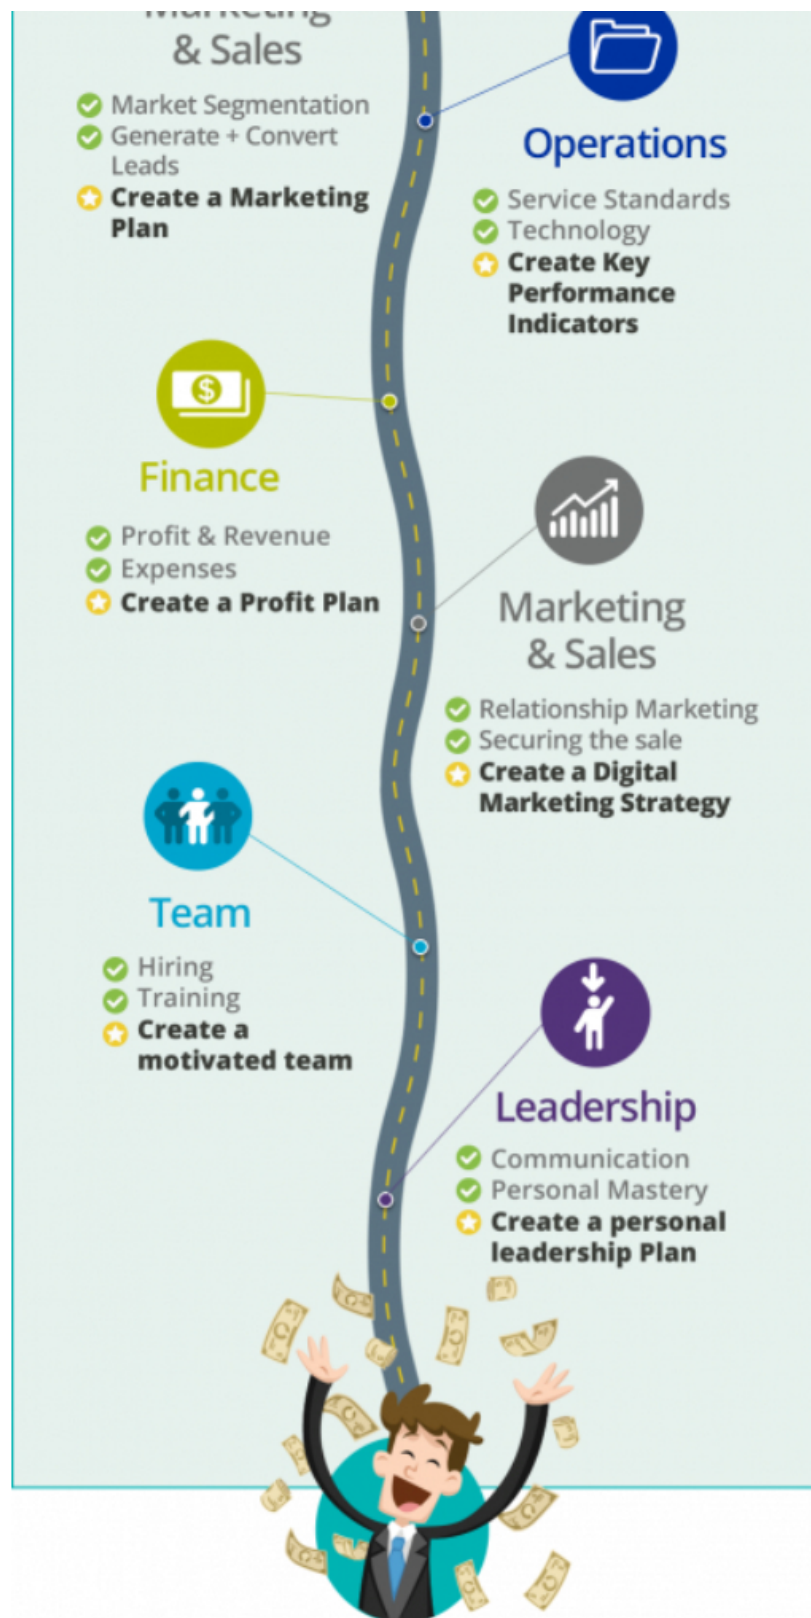 Marketing
& Sales
Market Segmentation
Generate + Convert
Leads
Create a Marketing
Plan
Operations
Service Standards
Technology
Create Key
Performance
Indicators
$
Finance
Profit & Revenue
Expenses
Create a Profit Plan
Marketing
& Sales
Relationship Marketing
Securing the sale
Create a Digital
Marketing Strategy
Team
Hiring
Training
Create a
motivated team
Leadership
Communication
Personal Mastery
Create a personal
leadership Plan